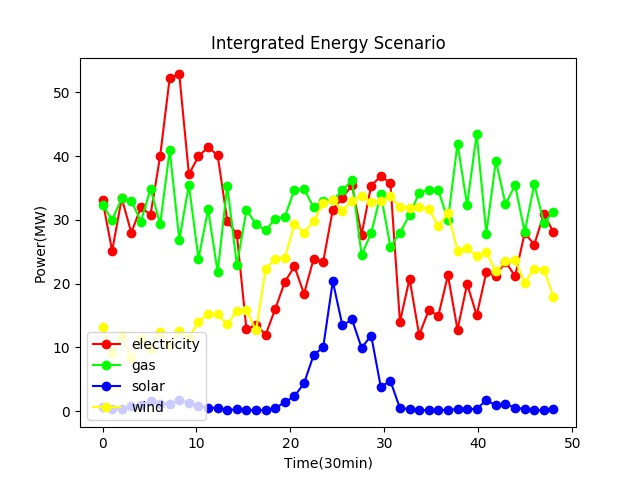 Intergrated Energy Scenario
Power(MW)
50
40
30
20
10
0
electricity
gas
solar
wind
0 10 20 30 40 50
Time(30min)